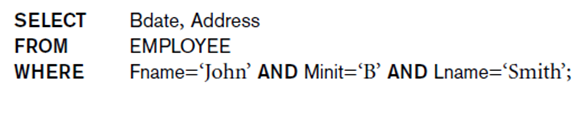 SELECT Bdate, Address
FROM EMPLOYEE
WHERE Fname=‘John’ AND Minit=‘B’ AND Lname=‘Smith’;